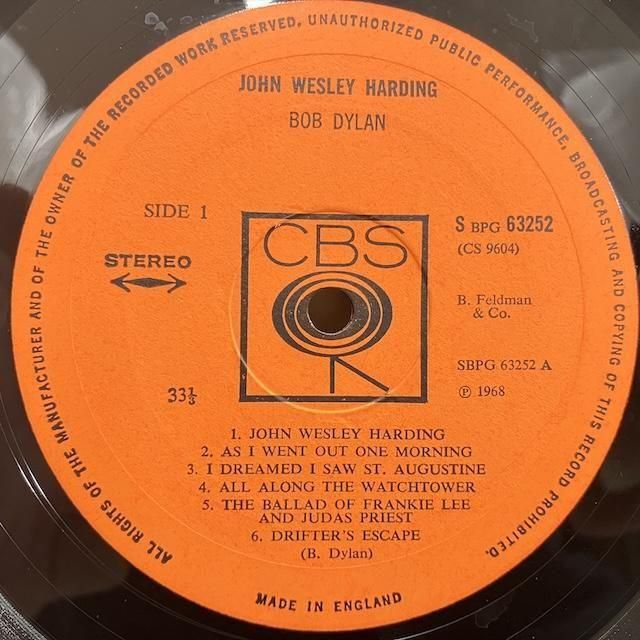 ALL RIGHTS OF THE MANUFACTURER AND OF THE OWNER OF THE RECORDED WORK RESERVED, UNAUTHORIZED PUBLIC PERFORMANCE, BROADCASTING AND COPYING OF THIS RECORD PROHIBITED.
JOHN WESLEY HARDING
BOB DYLAN
SIDE 1
S BPG 63252
(CS 9604)
CBS
STEREO
B. Feldman
& Co.
SBPG 63252 A
℗ 1968
33⅓
1. JOHN WESLEY HARDING
2. AS I WENT OUT ONE MORNING
3. I DREAMED I SAW ST. AUGUSTINE
4. ALL ALONG THE WATCHTOWER
5. THE BALLAD OF FRANKIE LEE
AND JUDAS PRIEST
6. DRIFTER'S ESCAPE
(B. Dylan)
MADE IN ENGLAND